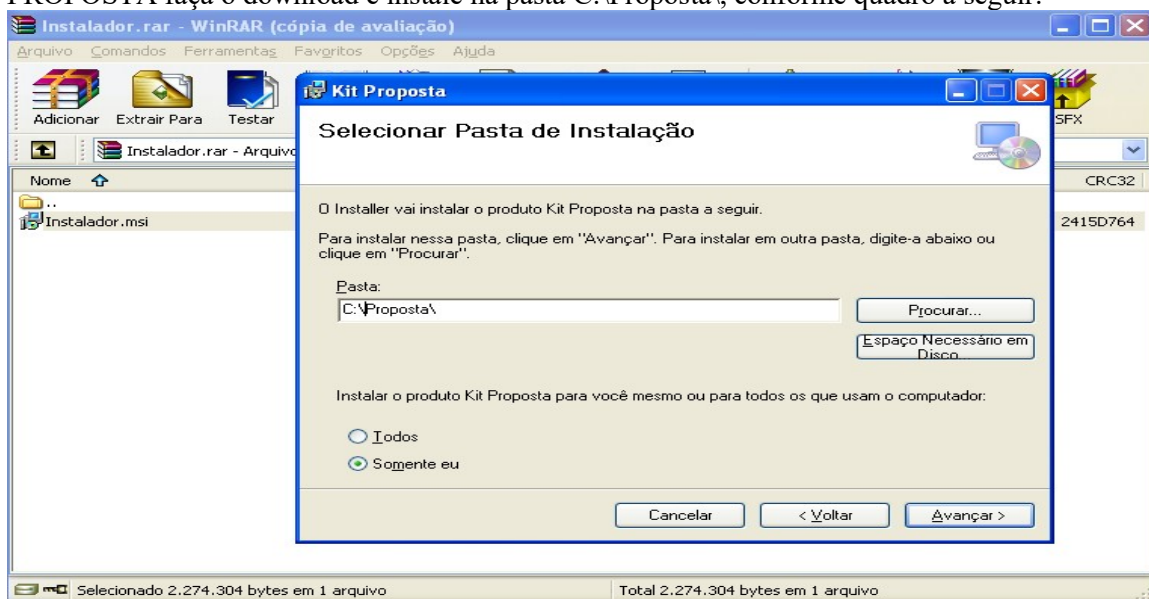 PROPOSTA faça o download e instale na pasta C:\Proposta\, conforme quadro a seguir:
Instalador.rar - WinRAR (cópia de avaliação)
Arquivo Comandos Ferramentas Favoritos Opções Ajuda
Adicionar Extrair Para Testar SFX
Instalador.rar - Arquivo
Nome CRC32
..
Instalador.msi 2415D764
Kit Proposta
Selecionar Pasta de Instalação
O Installer vai instalar o produto Kit Proposta na pasta a seguir.
Para instalar nessa pasta, clique em "Avançar". Para instalar em outra pasta, digite-a abaixo ou
clique em "Procurar".
Pasta:
C:\Proposta\
Procurar...
Espaço Necessário em
Disco...
Instalar o produto Kit Proposta para você mesmo ou para todos os que usam o computador:
Todos
Somente eu
Cancelar < Voltar Avançar >
Selecionado 2.274.304 bytes em 1 arquivo Total 2.274.304 bytes em 1 arquivo